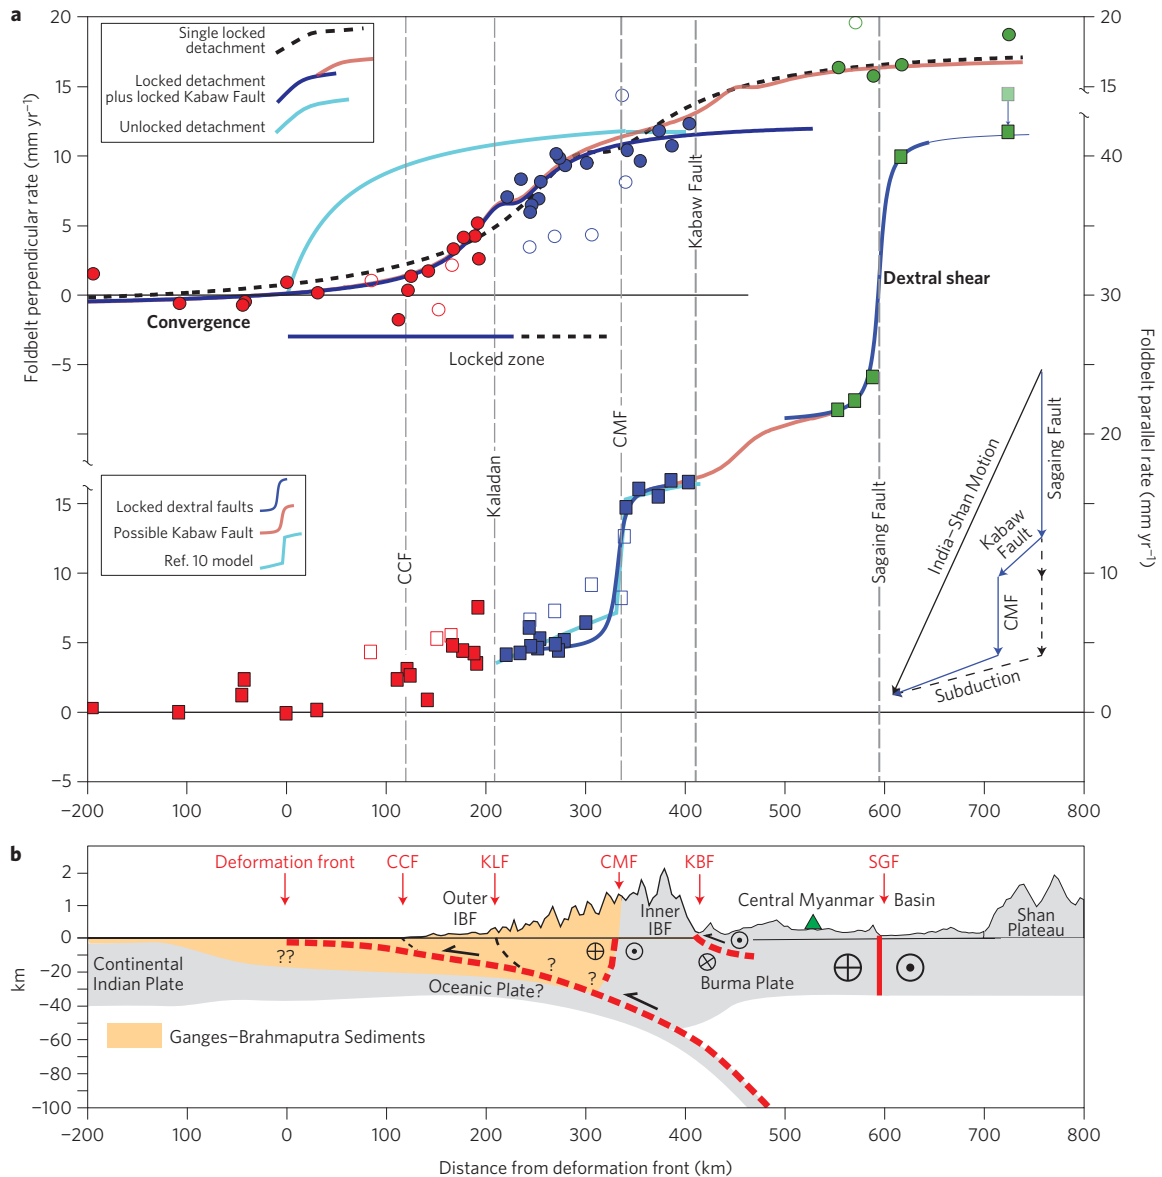 a
Single locked
detachment
Locked detachment
plus locked Kabaw Fault
Unlocked detachment
20
15
10
5
0
−5
15
10
5
0
−5
Foldbelt perpendicular rate (mm yr⁻¹)
20
15
40
30
20
10
0
Foldbelt parallel rate (mm yr⁻¹)
Convergence
Locked zone
Dextral shear
CCF
Kaladan
CMF
Kabaw Fault
Sagaing Fault
Locked dextral faults
Possible Kabaw Fault
Ref. 10 model
India–Shan Motion
Sagaing Fault
Kabaw
Fault
CMF
Subduction
−200 100 0 100 200 300 400 500 600 700 800
b
Deformation front
CCF
KLF
CMF
KBF
SGF
Outer
IBF
Inner
IBF
Central Myanmar
Basin
Shan
Plateau
2
1
0
−20
−40
−60
−80
−100
km
Continental
Indian Plate
??
?
?
Oceanic Plate?
Burma Plate
Ganges–Brahmaputra Sediments
−200 100 0 100 200 300 400 500 600 700 800
Distance from deformation front (km)